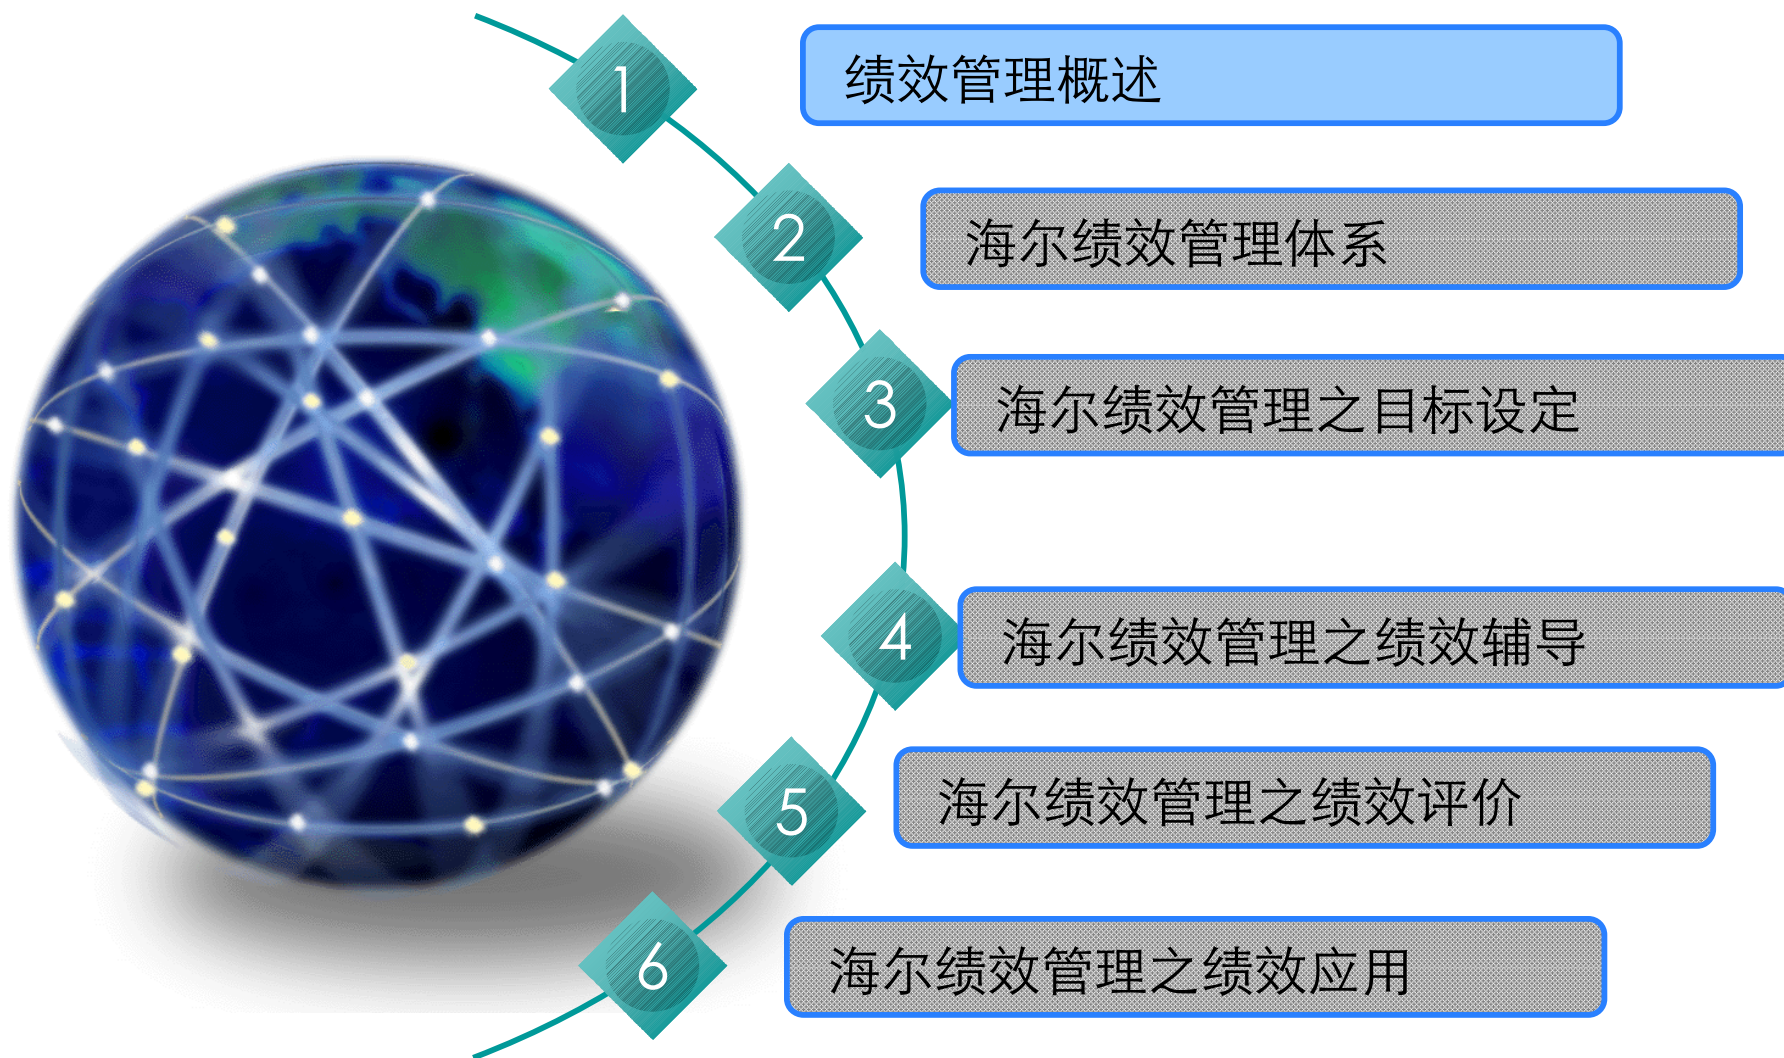 1 绩效管理概述
2 海尔绩效管理体系
3 海尔绩效管理之目标设定
4 海尔绩效管理之绩效辅导
5 海尔绩效管理之绩效评价
6 海尔绩效管理之绩效应用